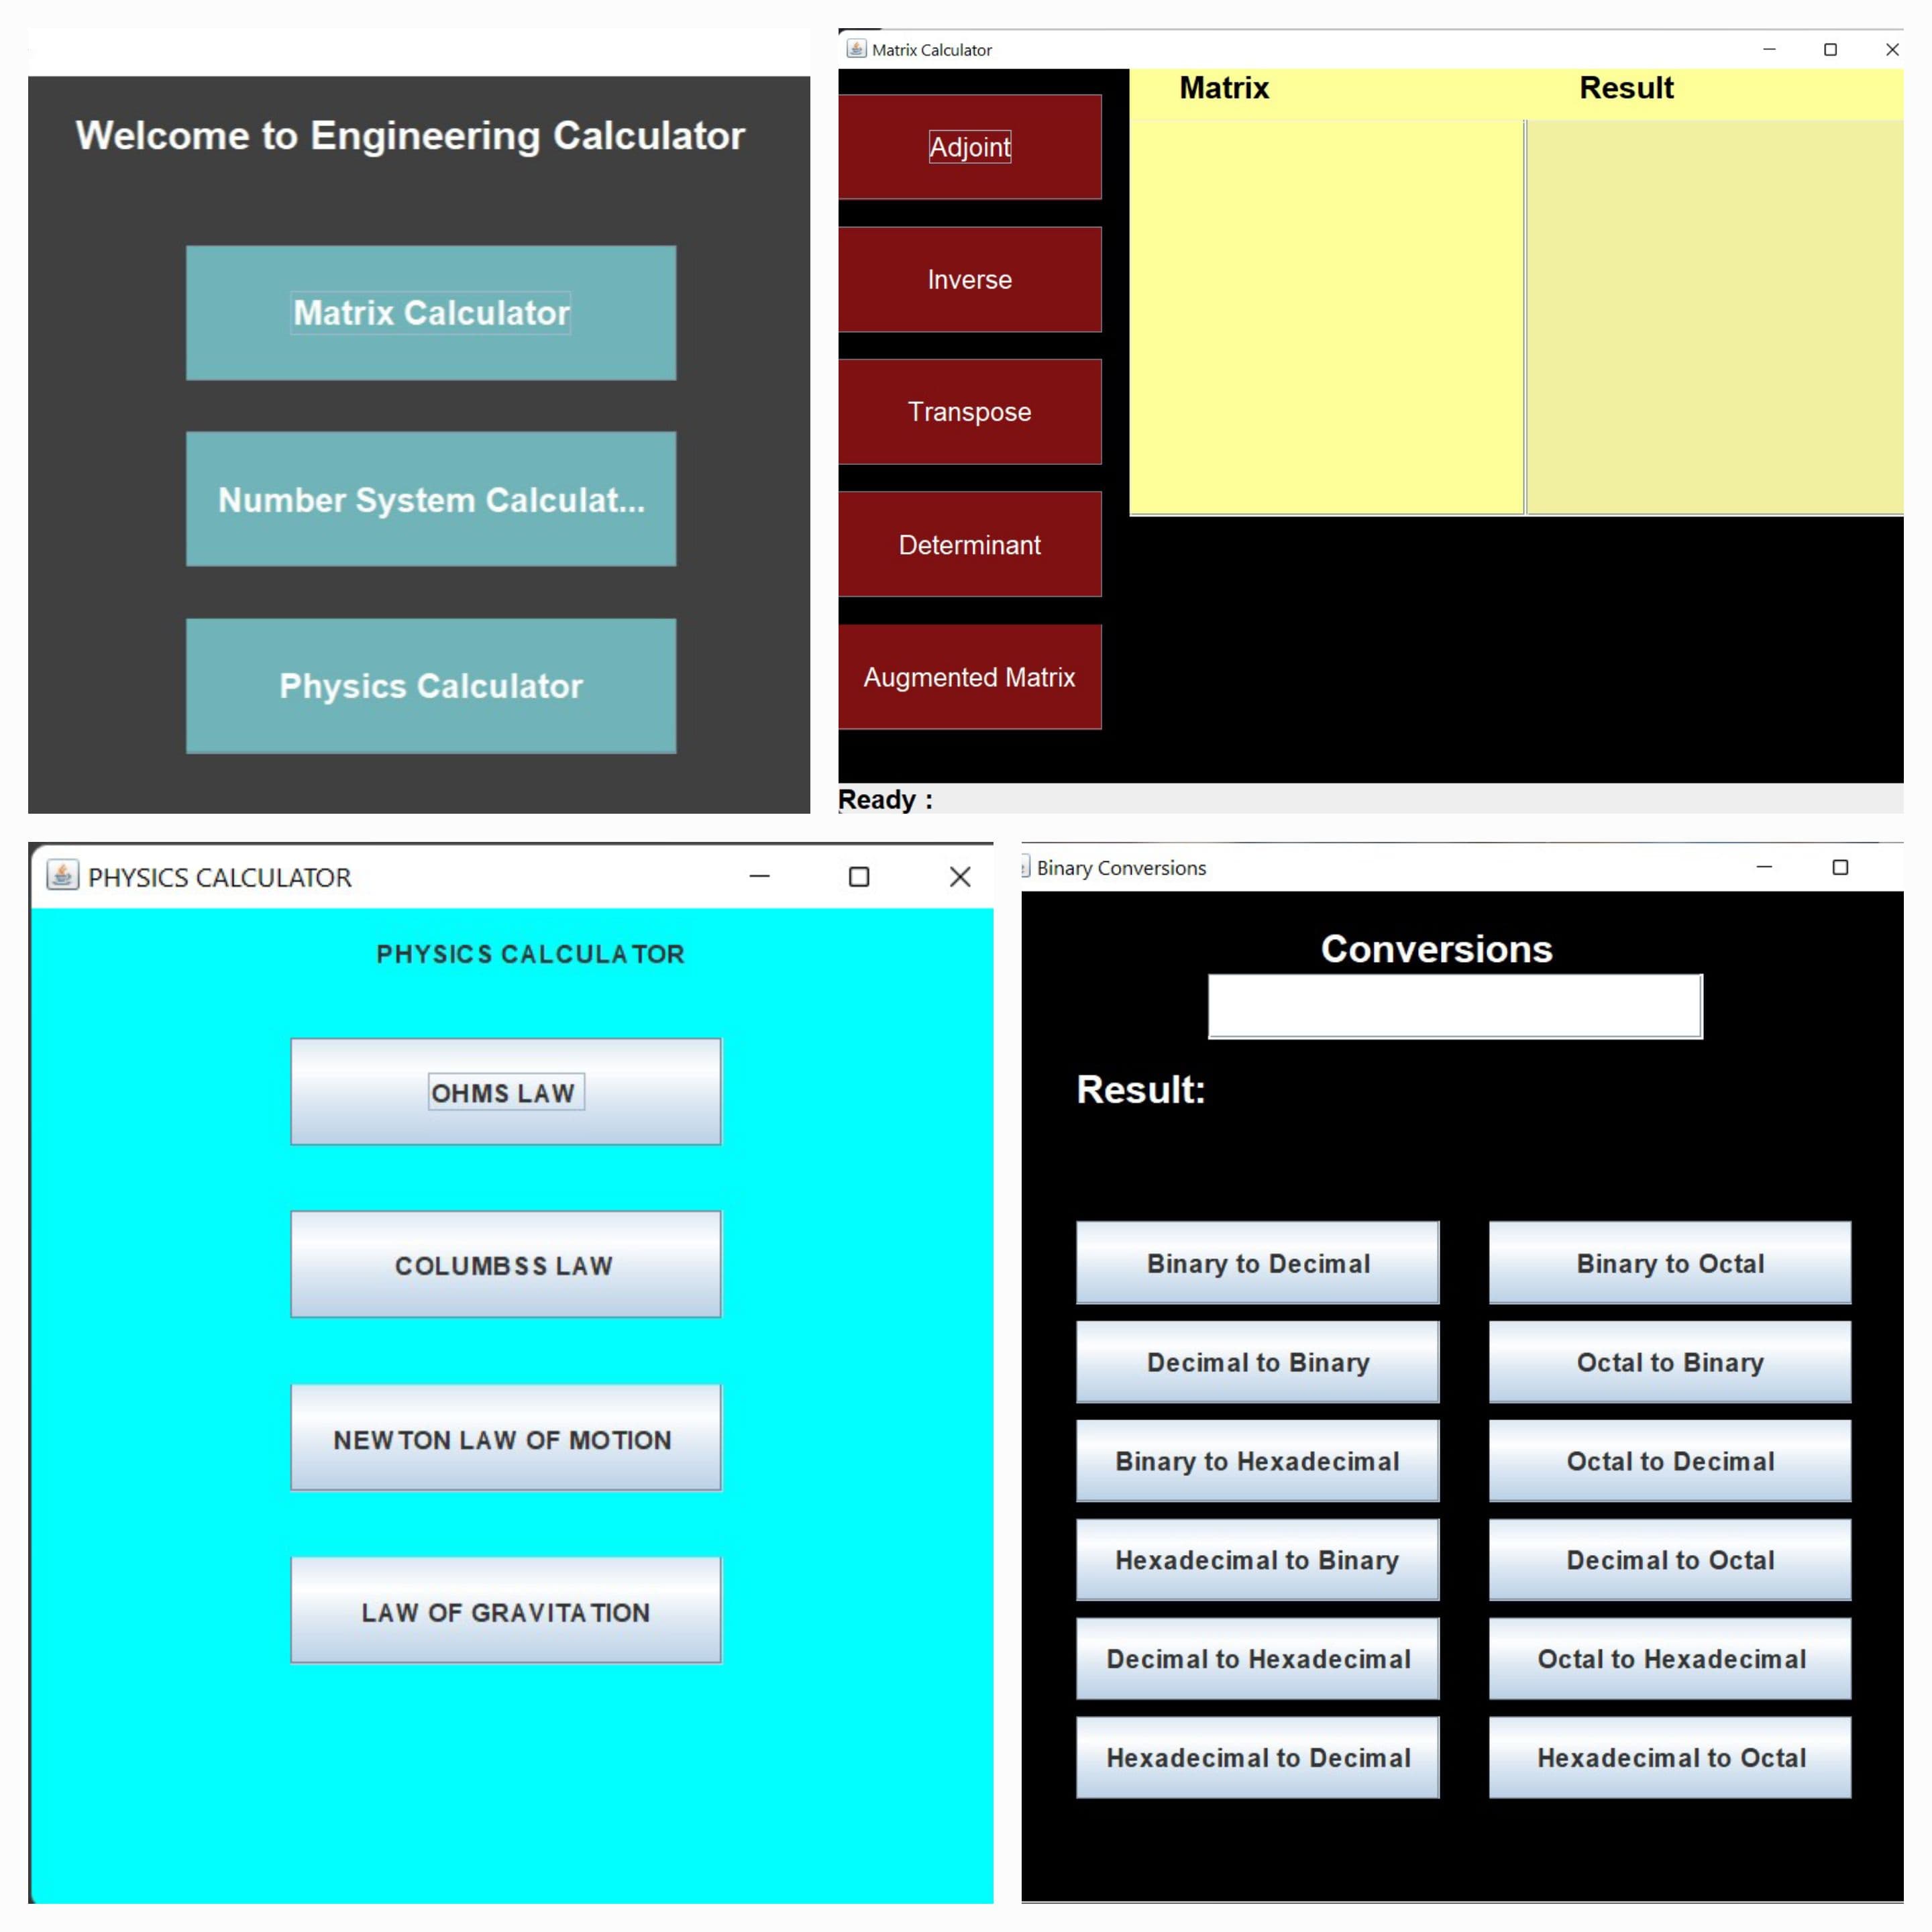 Welcome to Engineering Calculator
Matrix Calculator
Number System Calculat...
Physics Calculator
Matrix Calculator
Matrix
Result
Adjoint
Inverse
Transpose
Determinant
Augmented Matrix
Ready :
PHYSICS CALCULATOR
PHYSICS CALCULATOR
OHMS LAW
COLUMBSS LAW
NEWTON LAW OF MOTION
LAW OF GRAVITATION
Binary Conversions
Conversions
Result:
Binary to Decimal
Binary to Octal
Decimal to Binary
Octal to Binary
Binary to Hexadecimal
Octal to Decimal
Hexadecimal to Binary
Decimal to Octal
Decimal to Hexadecimal
Octal to Hexadecimal
Hexadecimal to Decimal
Hexadecimal to Octal